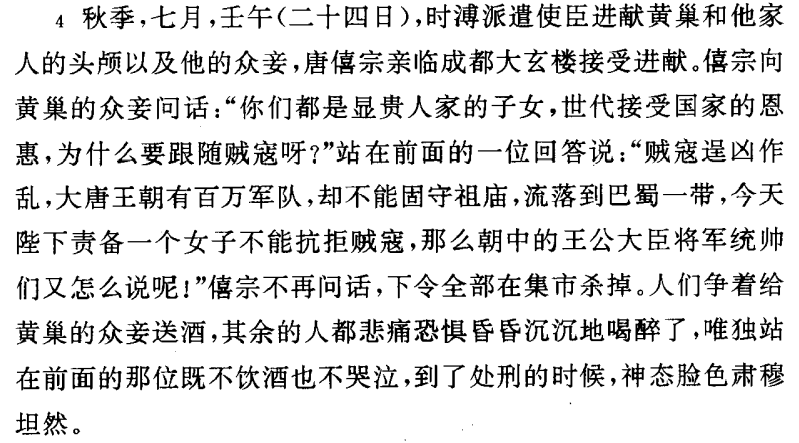 4 秋季，七月，壬午(二十四日)，时溥派遣使臣进献黄巢和他家
人的头颅以及他的众妾，唐僖宗亲临成都大玄楼接受进献。僖宗向
黄巢的众妾问话：“你们都是显贵人家的子女，世代接受国家的恩
惠，为什么要跟随贼寇呀？”站在前面的一位回答说：“贼寇逞凶作
乱，大唐王朝有百万军队，却不能固守祖庙，流落到巴蜀一带，今天
陛下责备一个女子不能抗拒贼寇，那么朝中的王公大臣将军统帅
们又怎么说呢！”僖宗不再问话，下令全部在集市杀掉。人们争着给
黄巢的众妾送酒，其余的人都悲痛恐惧昏昏沉沉地喝醉了，唯独站
在前面的那位既不饮酒也不哭泣，到了处刑的时候，神态脸色肃穆
坦然。